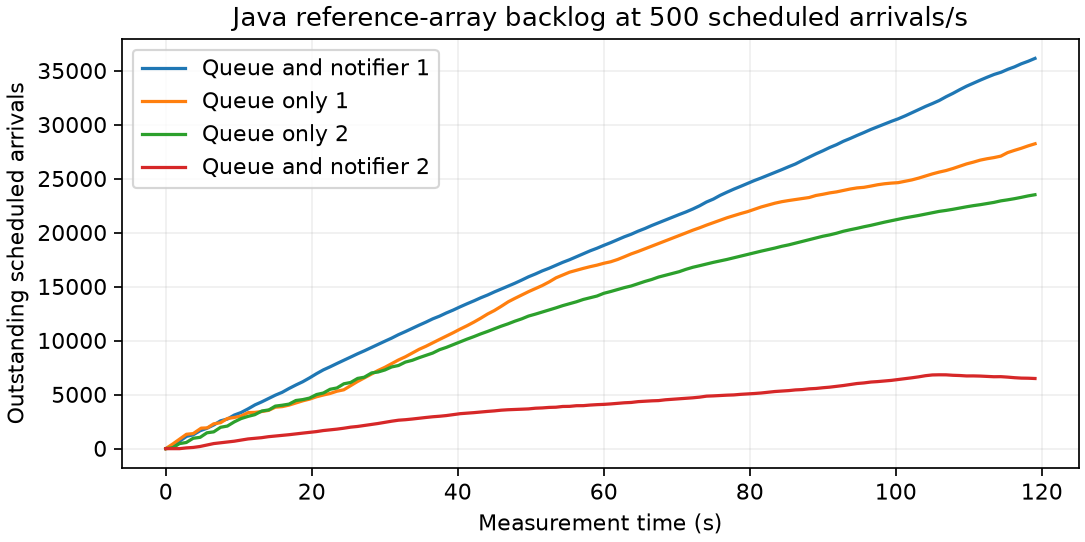 Java reference-array backlog at 500 scheduled arrivals/s
Queue and notifier 1
Queue only 1
Queue only 2
Queue and notifier 2
Outstanding scheduled arrivals
35000
30000
25000
20000
15000
10000
5000
0
0 20 40 60 80 100 120
Measurement time (s)